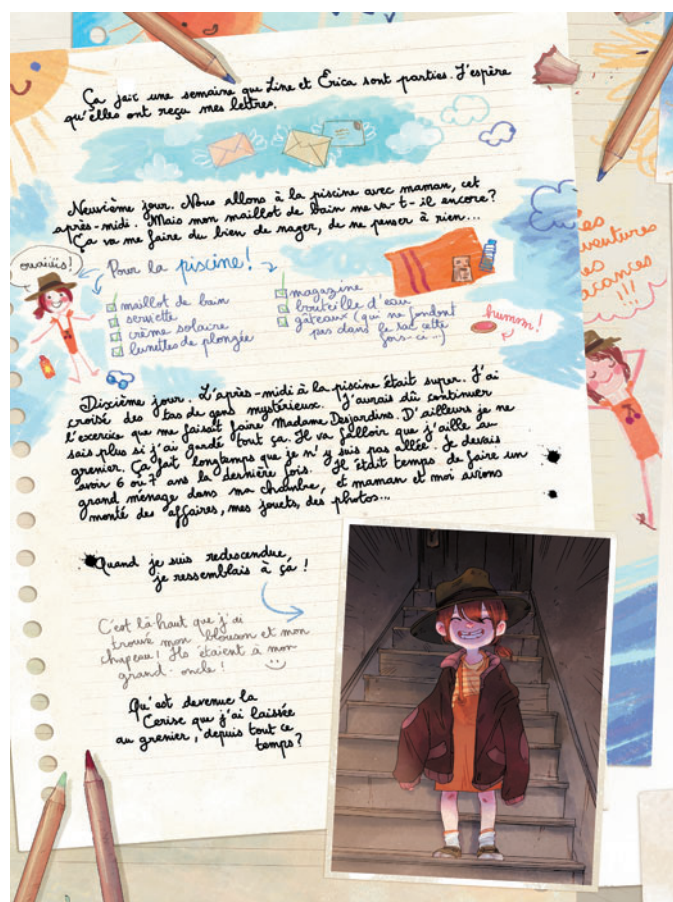 Ça fait une semaine que Line et Erica sont parties. J'espère
qu'elles ont reçu mes lettres.
Neuvième jour. Nous allons à la piscine avec maman, cet
après-midi. Mais mon maillot de bain me va-t-il encore?
Ça va me faire du bien de nager, de ne penser à rien...
ouaiiiis!
Pour la piscine!
maillot de bain
serviette
crème solaire
lunettes de plongée
magazine
bouteille d'eau
gâteaux (qui ne fondent
pas dans le sac cette
fois-ci...)
hummm!
Les
aventures
des
vacances
!!!
Dixième jour. L'après-midi à la piscine était super. J'ai
croisé des tas de gens mystérieux. J'aurais dû continuer
l'exercice que me faisait faire Madame Desjardins. D'ailleurs je ne
sais plus si j'ai gardé tout ça. Il va falloir que j'aille au
grenier. Ça fait longtemps que je n'y suis pas allée. Je devais
avoir 6 ou 7 ans la dernière fois. Il était temps de faire un
grand ménage dans ma chambre, et maman et moi avions
monté des affaires, mes jouets, des photos...
Quand je suis redescendue,
je ressemblais à ça!
C'est là-haut que j'ai
trouvé mon blouson et mon
chapeau! Ils étaient à mon
grand-oncle!
Qu'est devenue la
Cerise que j'ai laissée
au grenier, depuis tout ce
temps?